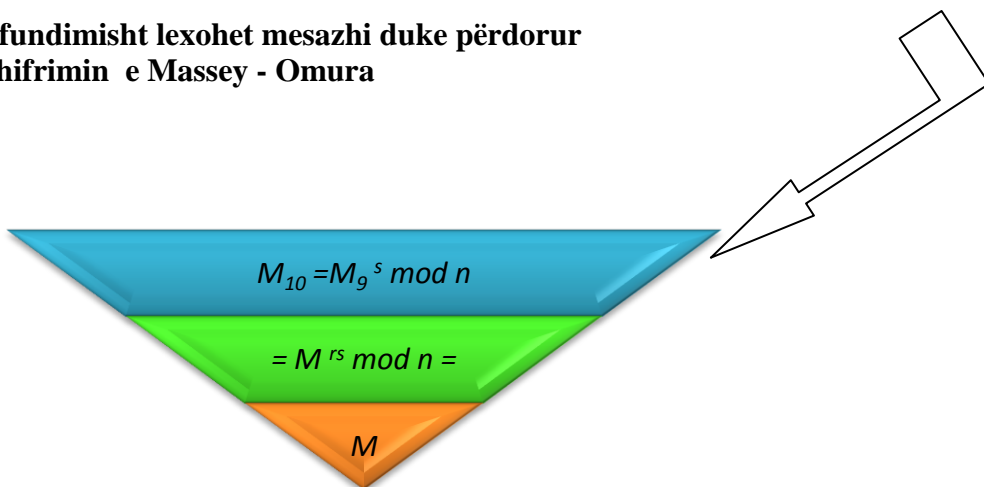 fundimisht lexohet mesazhi duke përdorur
hifrimin e Massey - Omura
M₁₀ =M₉ ˢ mod n
= M ʳˢ mod n =
M